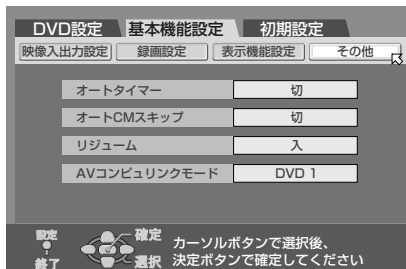 DVD設定 基本機能設定 初期設定
映像入出力設定 録画設定 表示機能設定 その他
オートタイマー 切
オートCMスキップ 切
リジューム 入
AVコンピュリンクモード DVD 1
設定 確定 カーソルボタンで選択後、
終了 選択 決定ボタンで確定してください